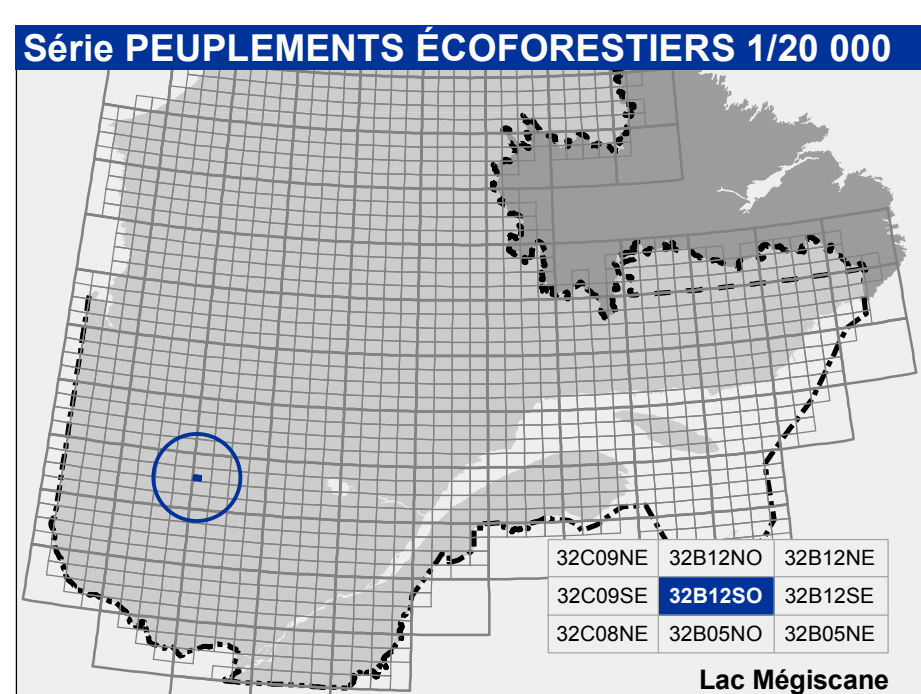 Série PEUPLEMENTS ÉCOFORESTIERS 1/20 000
32C09NE 32B12NO 32B12NE
32C09SE 32B12SO 32B12SE
32C08NE 32B05NO 32B05NE
Lac Mégiscane